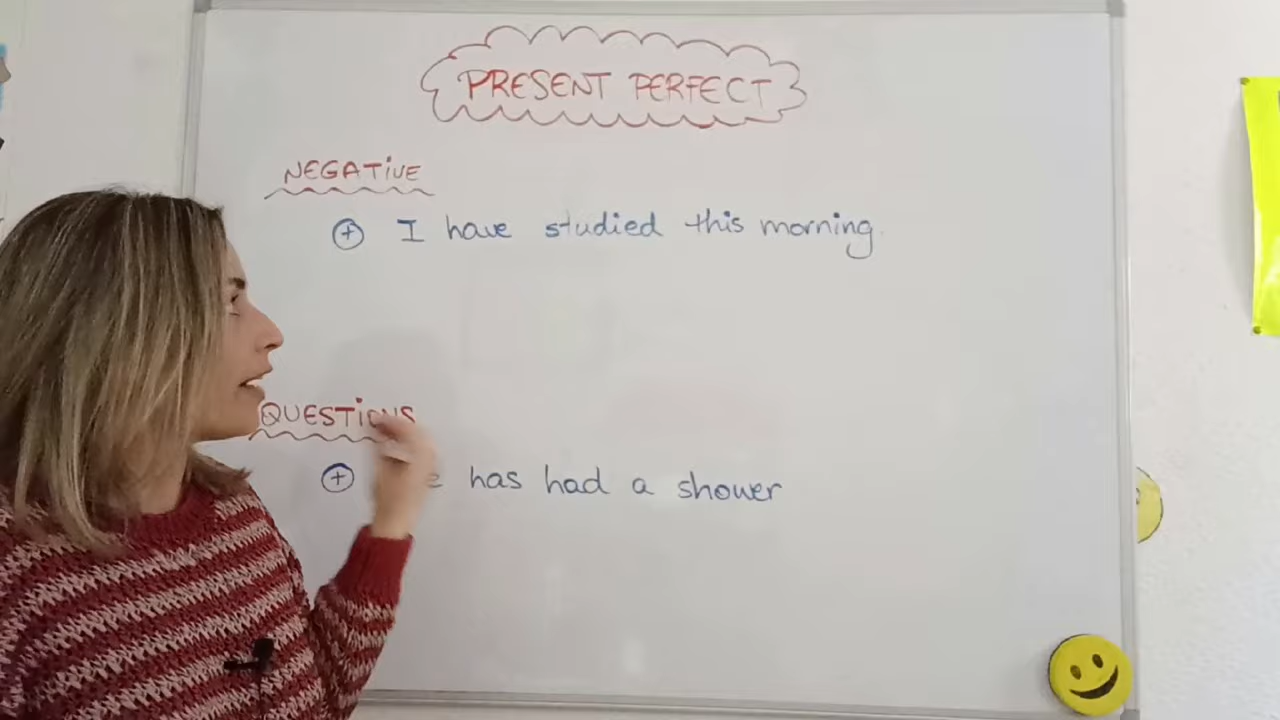 PRESENT PERFECT
NEGATIVE
+ I have studied this morning.
QUESTIONS
+ has had a shower